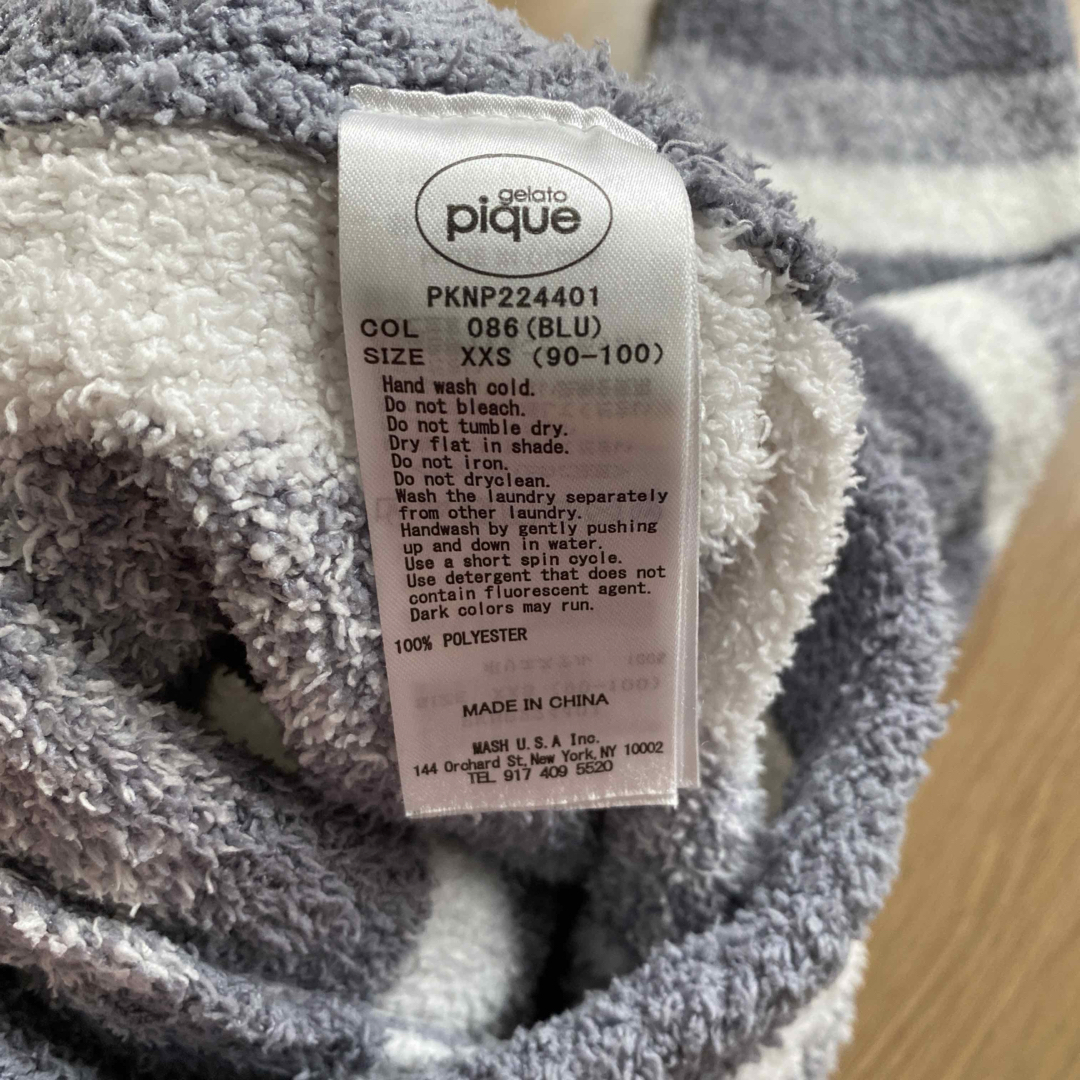 gelato
pique
PKNP224401
COL 086(BLU)
SIZE XXS (90-100)
Hand wash cold.
Do not bleach.
Do not tumble dry.
Dry flat in shade.
Do not iron.
Do not dryclean.
Wash the laundry separately
from other laundry.
Handwash by gently pushing
up and down in water.
Use a short spin cycle.
Use detergent that does not
contain fluorescent agent.
Dark colors may run.
100% POLYESTER
MADE IN CHINA
MASH U.S.A Inc.
144 Orchard St, New York, NY 10002
TEL 917 409 5520